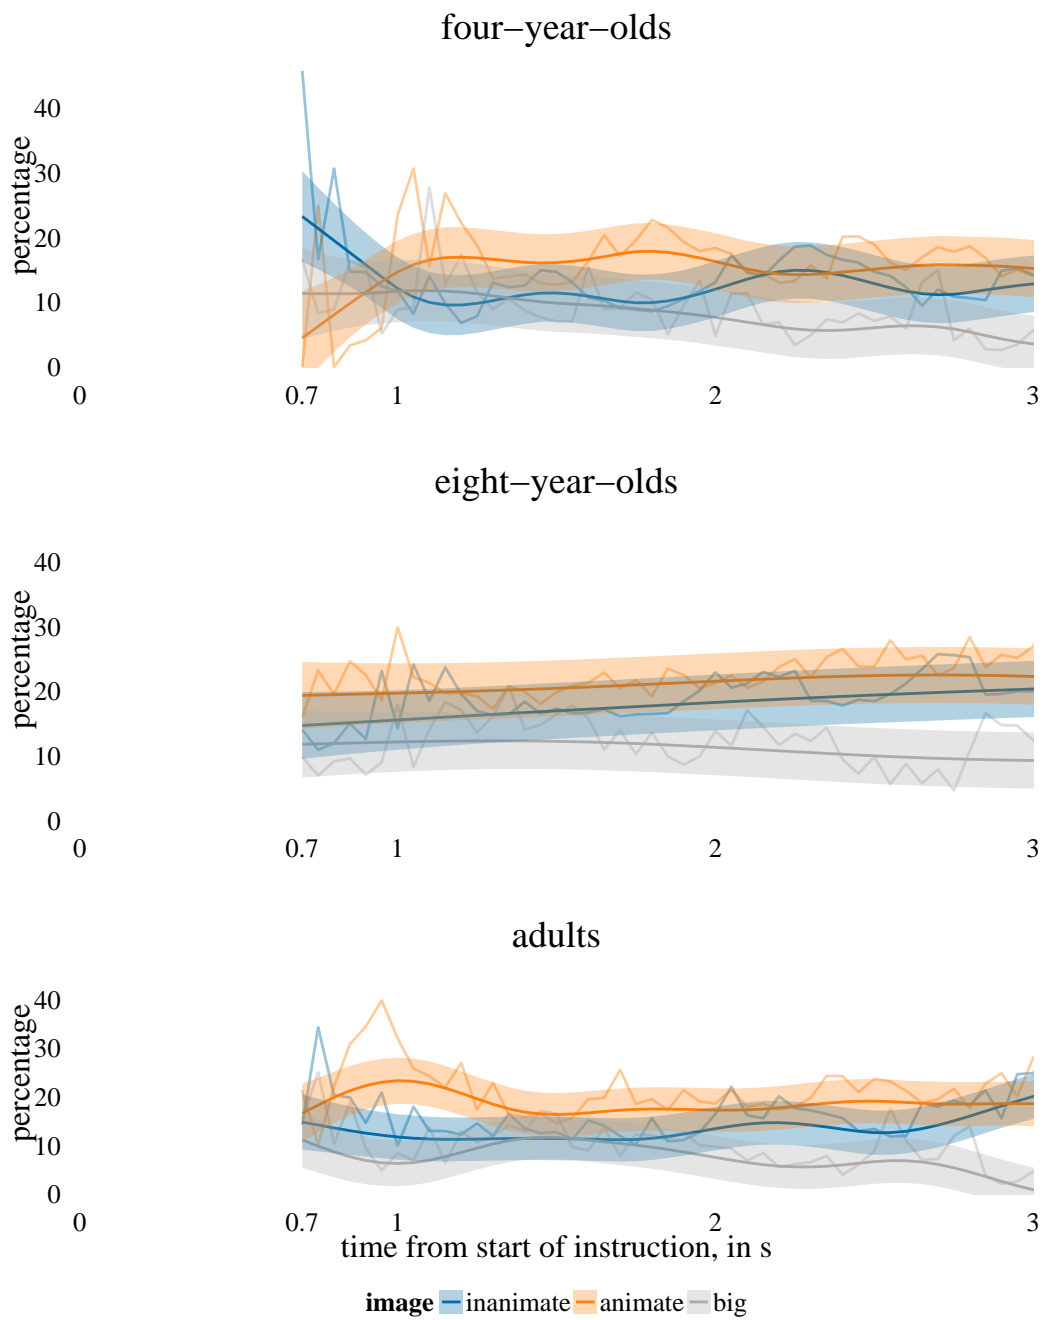 four−year−olds
percentage
40
30
20
10
0
0 0.7 1 2 3
eight−year−olds
percentage
40
30
20
10
0
0 0.7 1 2 3
adults
percentage
40
30
20
10
0
0 0.7 1 2 3
time from start of instruction, in s
image inanimate animate big